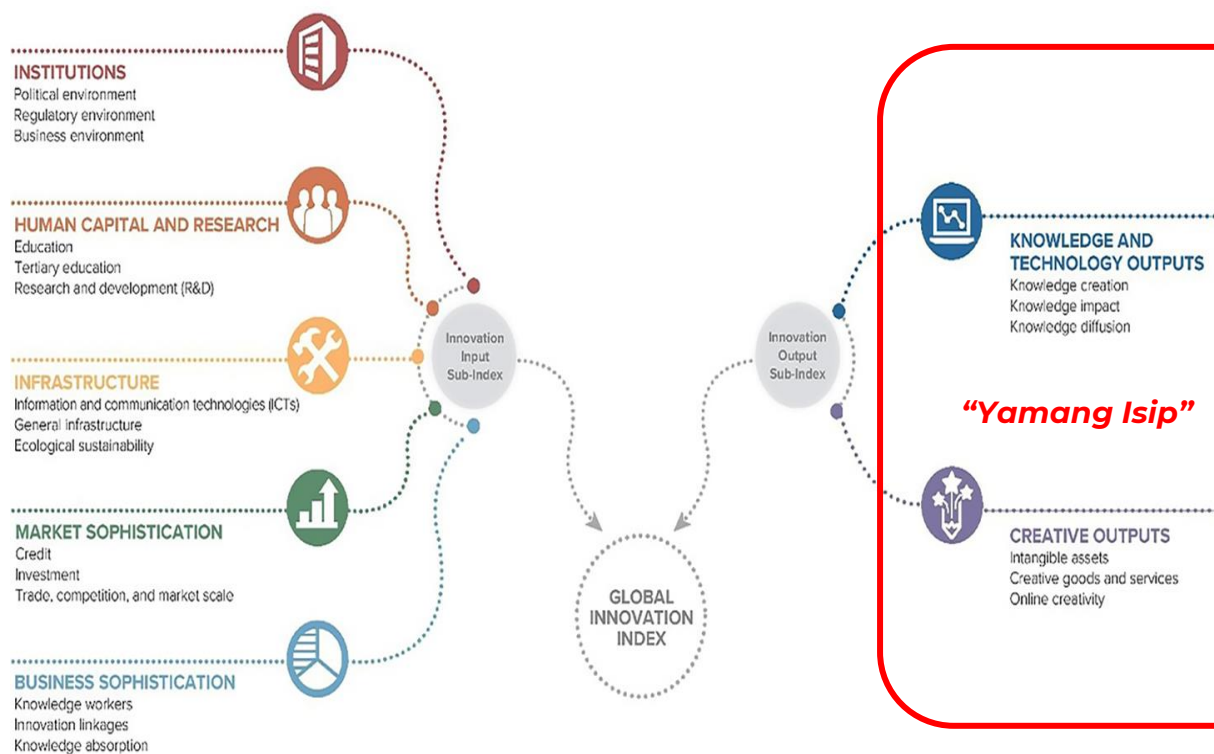 INSTITUTIONS
Political environment
Regulatory environment
Business environment
HUMAN CAPITAL AND RESEARCH
Education
Tertiary education
Research and development (R&D)
INFRASTRUCTURE
Information and communication technologies (ICTs)
General infrastructure
Ecological sustainability
MARKET SOPHISTICATION
Credit
Investment
Trade, competition, and market scale
BUSINESS SOPHISTICATION
Knowledge workers
Innovation linkages
Knowledge absorption
Innovation
Input
Sub-Index
GLOBAL
INNOVATION
INDEX
Innovation
Output
Sub-Index
KNOWLEDGE AND
TECHNOLOGY OUTPUTS
Knowledge creation
Knowledge impact
Knowledge diffusion
“Yamang Isip”
CREATIVE OUTPUTS
Intangible assets
Creative goods and services
Online creativity